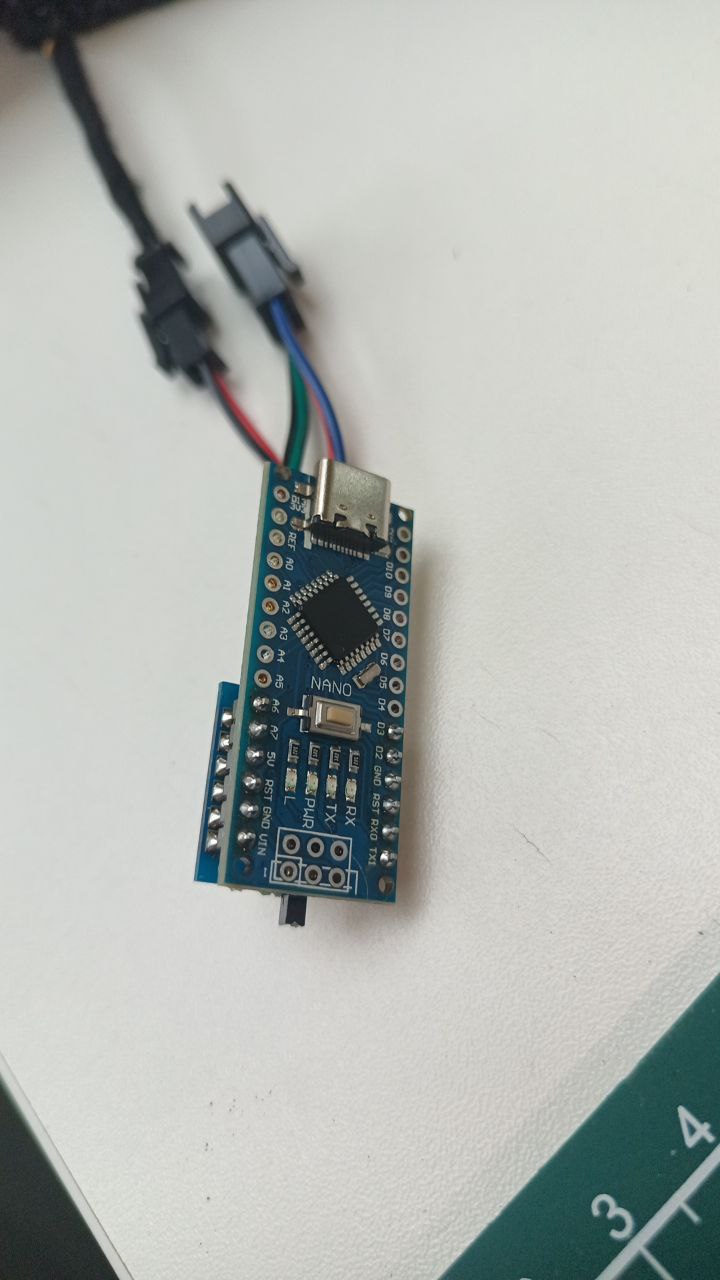 REF
A0
A1
A2
A3
A4
A5
A6
A7
5V
RST
GND
VIN
D10
D9
D8
D7
D6
D5
D4
D3
D2
GND
RST
RX0
TX1
NANO
L
PWR
TX
RX
1
4
3